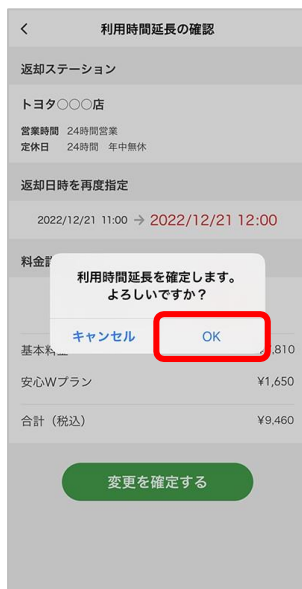 利用時間延長の確認
返却ステーション
トヨタ○○○店
営業時間 24時間営業
定休日 24時間 年中無休
返却日時を再度指定
2022/12/21 11:00 → 2022/12/21 12:00
料金
利用時間延長を確定します。
よろしいですか？
キャンセル OK
基本料 810
安心Wプラン ¥1,650
合計（税込） ¥9,460
変更を確定する